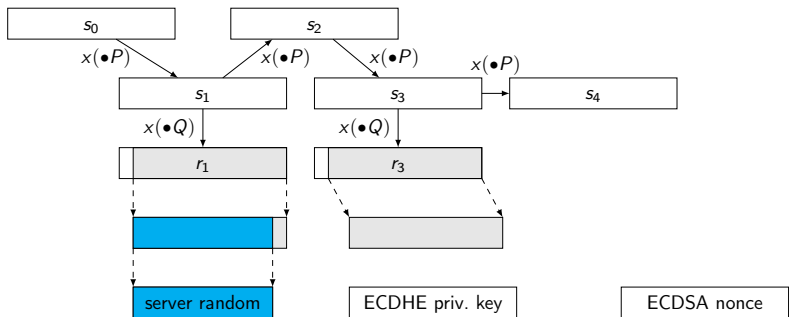 s0
s2
x(•P)
x(•P)
x(•P)
x(•P)
s1
s3
s4
x(•Q)
x(•Q)
r1
r3
server random
ECDHE priv. key
ECDSA nonce